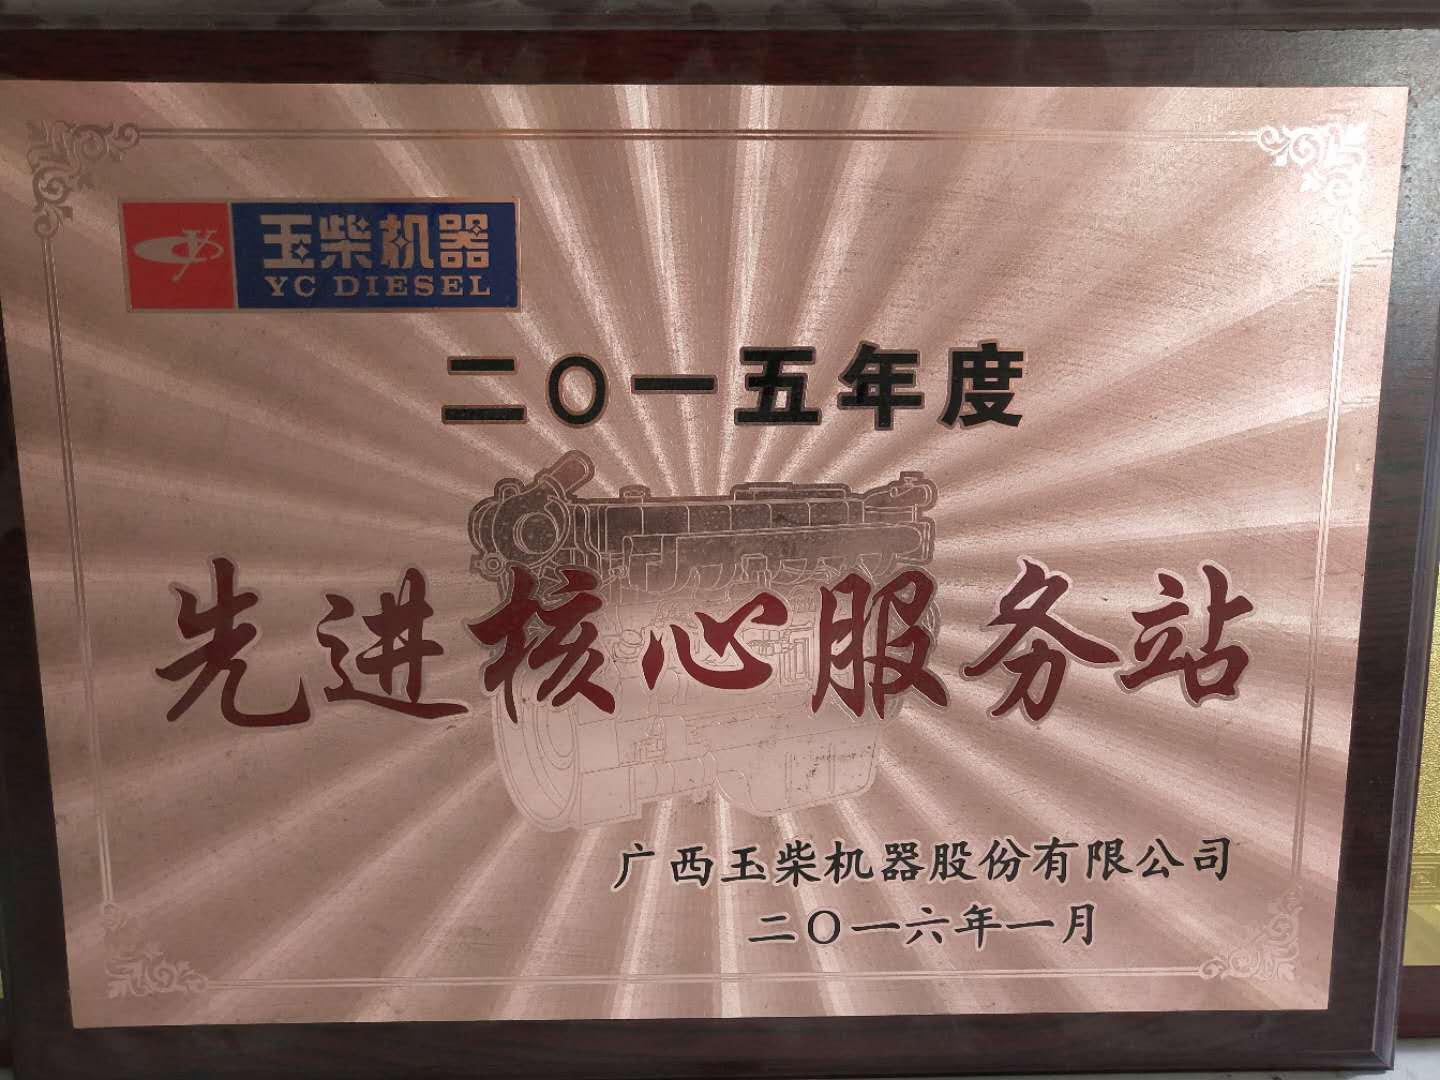 玉柴机器
YC DIESEL
二〇一五年度
先进核心服务站
广西玉柴机器股份有限公司
二〇一六年一月